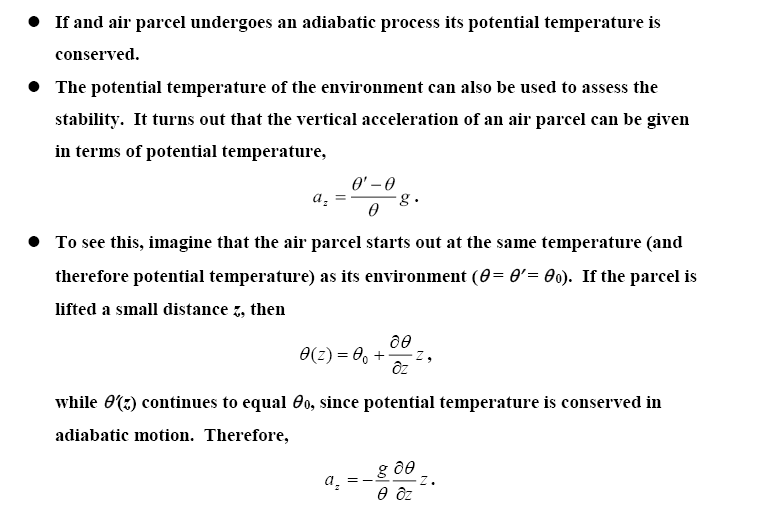 ● If and air parcel undergoes an adiabatic process its potential temperature is
conserved.
● The potential temperature of the environment can also be used to assess the
stability.  It turns out that the vertical acceleration of an air parcel can be given
in terms of potential temperature,
a_z = \frac{θ′ − θ}{θ} g .
● To see this, imagine that the air parcel starts out at the same temperature (and
therefore potential temperature) as its environment (θ = θ′ = θ₀).  If the parcel is
lifted a small distance z, then
θ(z) = θ₀ + \frac{∂θ}{∂z} z ,
while θ′(z) continues to equal θ₀, since potential temperature is conserved in
adiabatic motion.  Therefore,
a_z = −\frac{g}{θ} \frac{∂θ}{∂z} z .